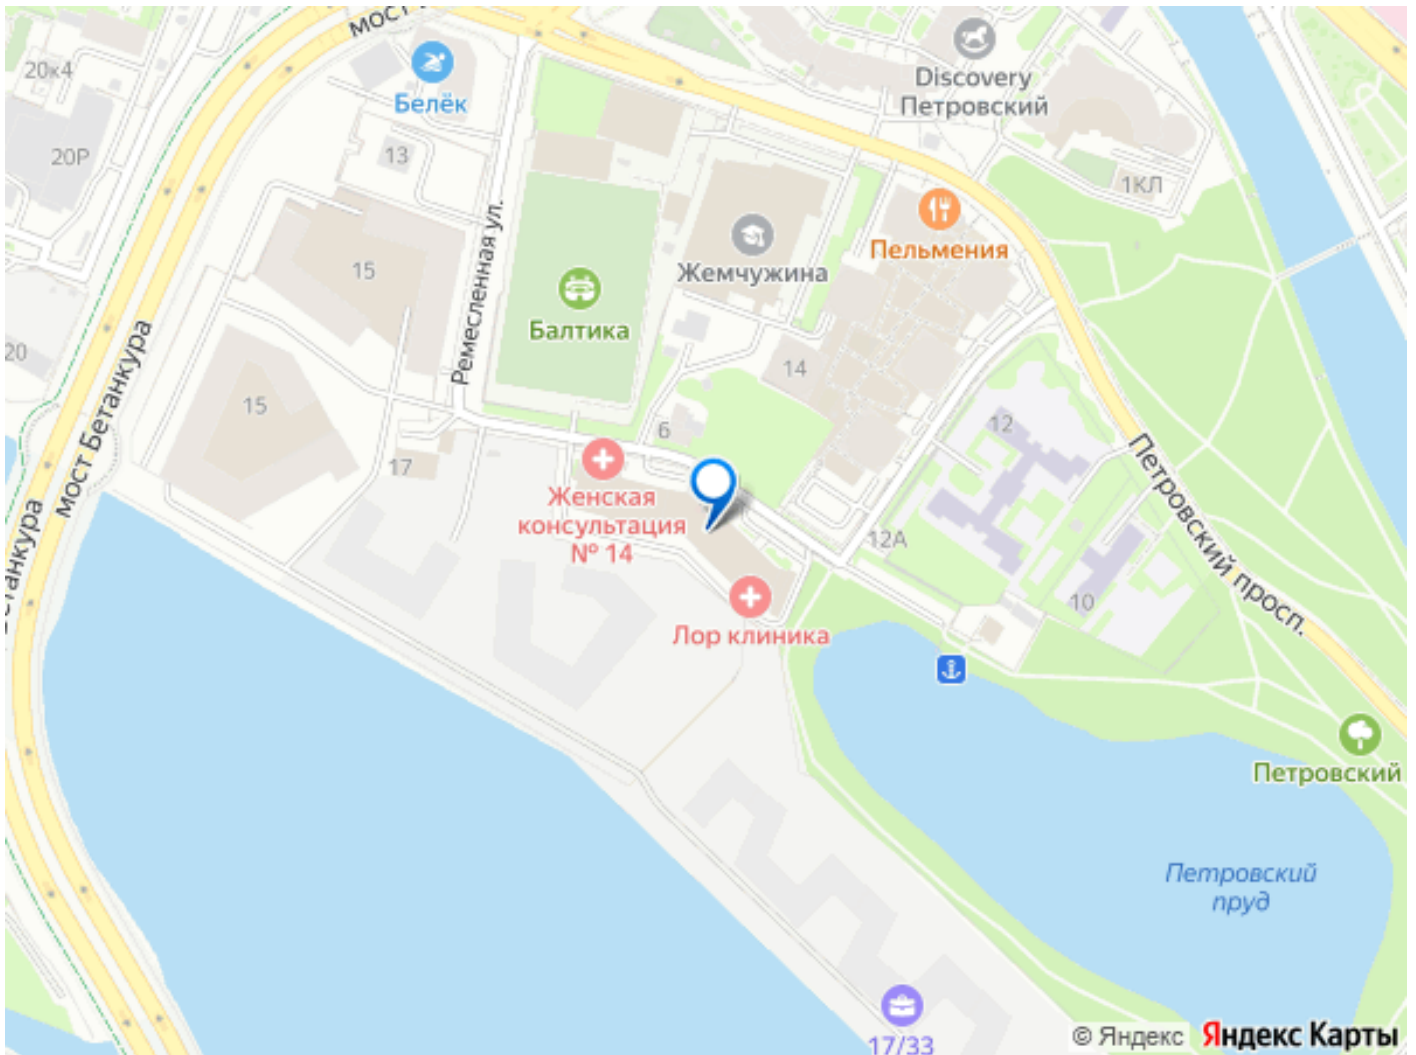 мост
20к4
Белёк
Discovery
Петровский
20Р
13
1КЛ
Ремесленная ул.
Пельмения
15
Жемчужина
Балтика
20
мост Бетанкура
14
15
6
12
17
Петровский просп.
Женская
консультация
№ 14
12А
10
Лор клиника
Петровский
Петровский
пруд
17/33
© Яндекс Яндекс Карты